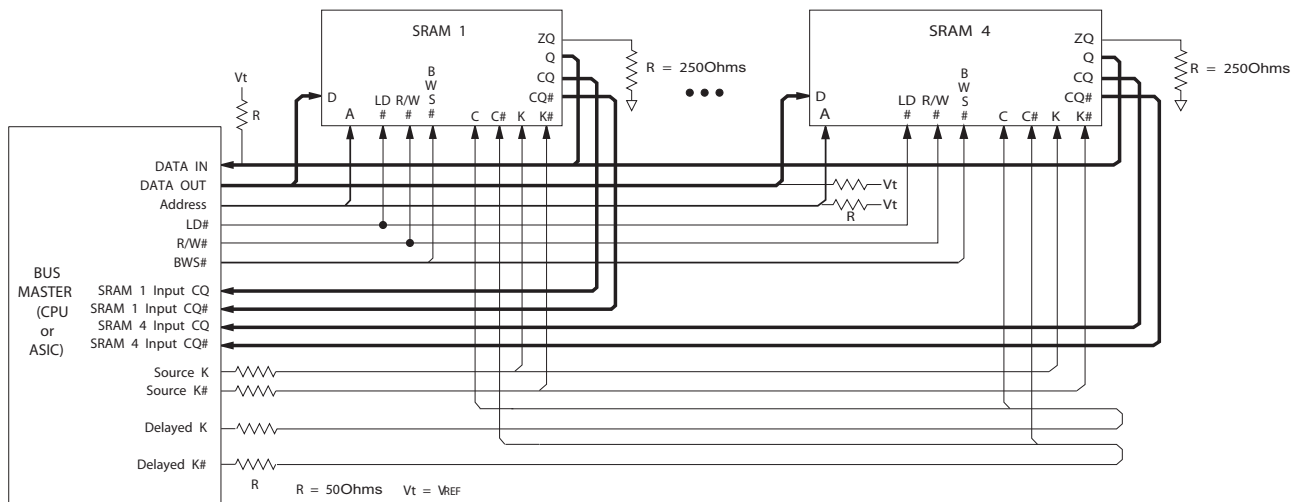 SRAM 1
ZQ
Q
CQ
CQ#
D
A
LD
#
R/W
#
B
W
S
#
C
C#
K
K#
R = 250Ohms
SRAM 4
ZQ
Q
CQ
CQ#
D
A
LD
#
R/W
#
B
W
S
#
C
C#
K
K#
R = 250Ohms
Vt
R
DATA IN
DATA OUT
Address
LD#
R/W#
BWS#
Vt
Vt
R
BUS
MASTER
(CPU
or
ASIC)
SRAM 1 Input CQ
SRAM 1 Input CQ#
SRAM 4 Input CQ
SRAM 4 Input CQ#
Source K
Source K#
Delayed K
Delayed K#
R
R = 50Ohms Vt = VREF